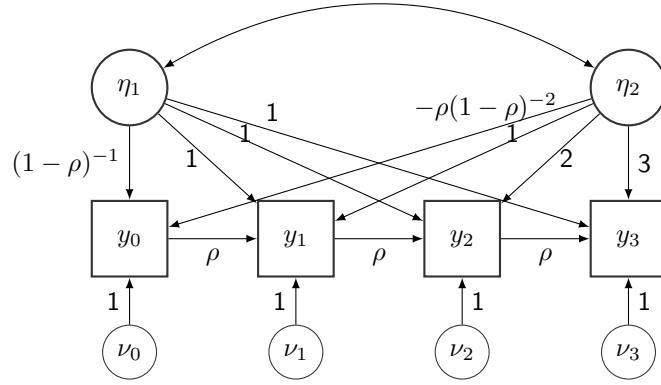 η₁ η₂
1 −ρ(1 − ρ)⁻²
(1 − ρ)⁻¹ 1 1 1 2 3
y₀ y₁ y₂ y₃
ρ ρ ρ
1 1 1 1
ν₀ ν₁ ν₂ ν₃